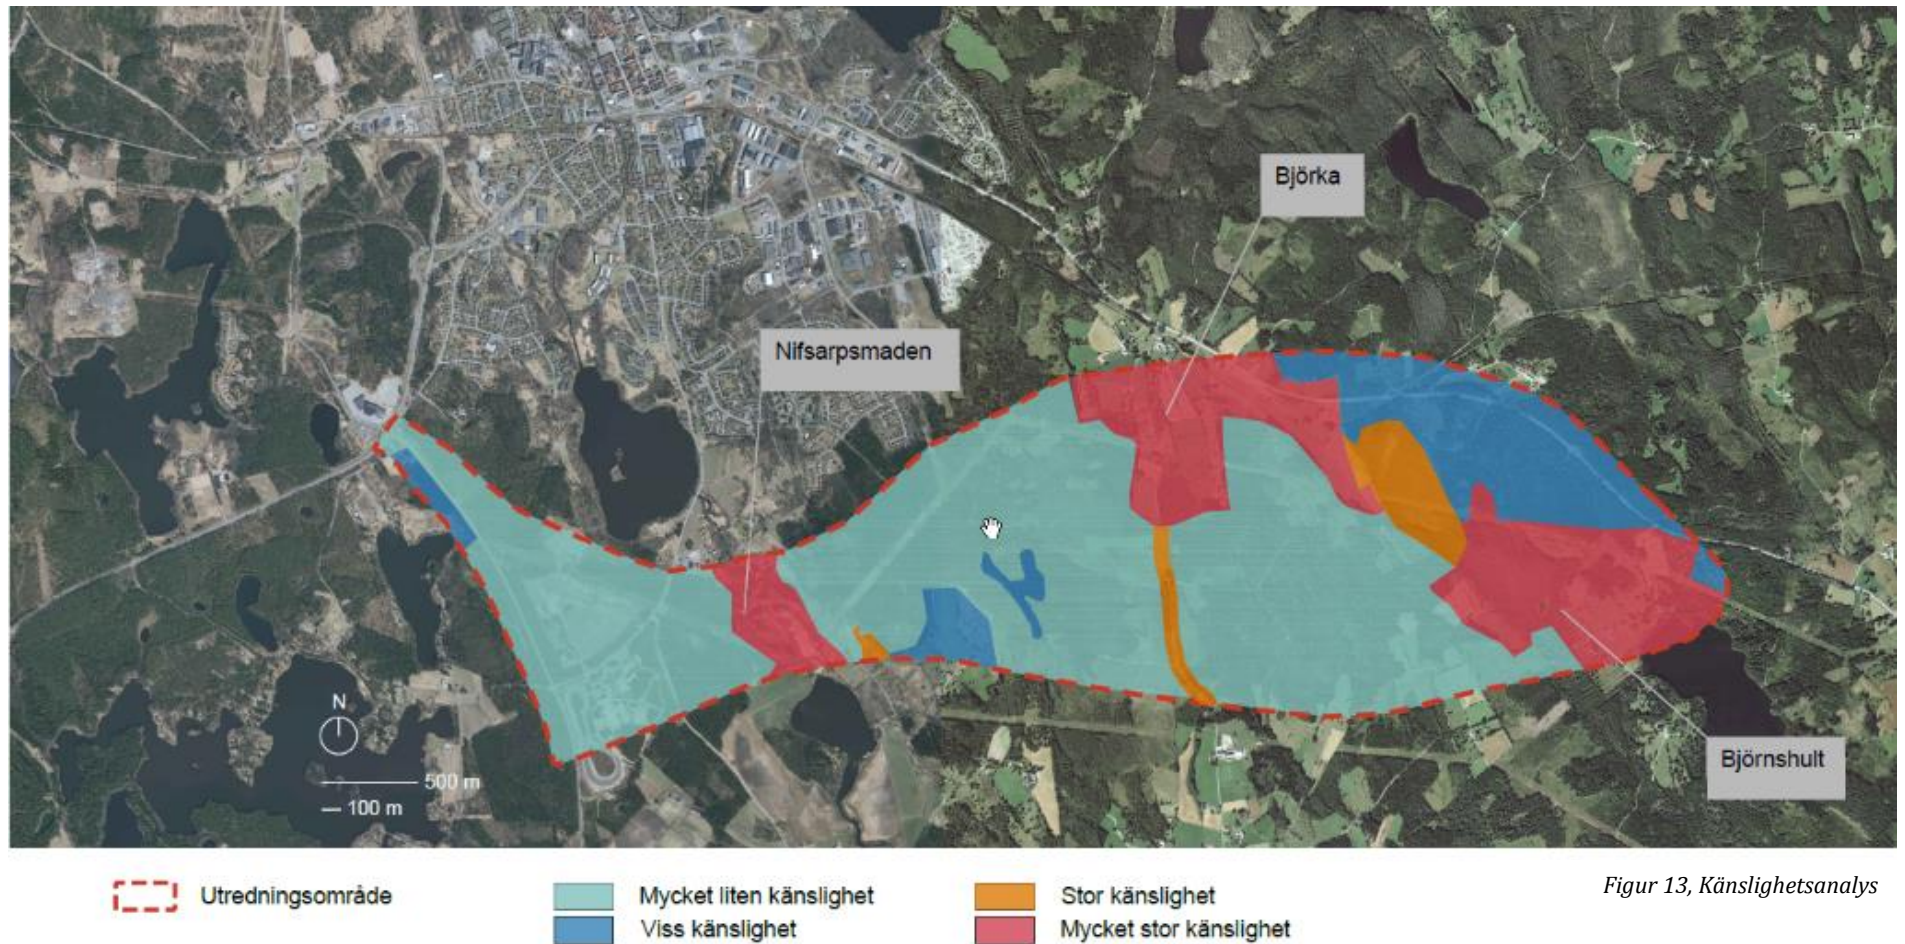 Björka
Nifsarpsmaden
Björnshult
N
500 m
100 m
Utredningsområde
Mycket liten känslighet
Viss känslighet
Stor känslighet
Mycket stor känslighet
Figur 13, Känslighetsanalys